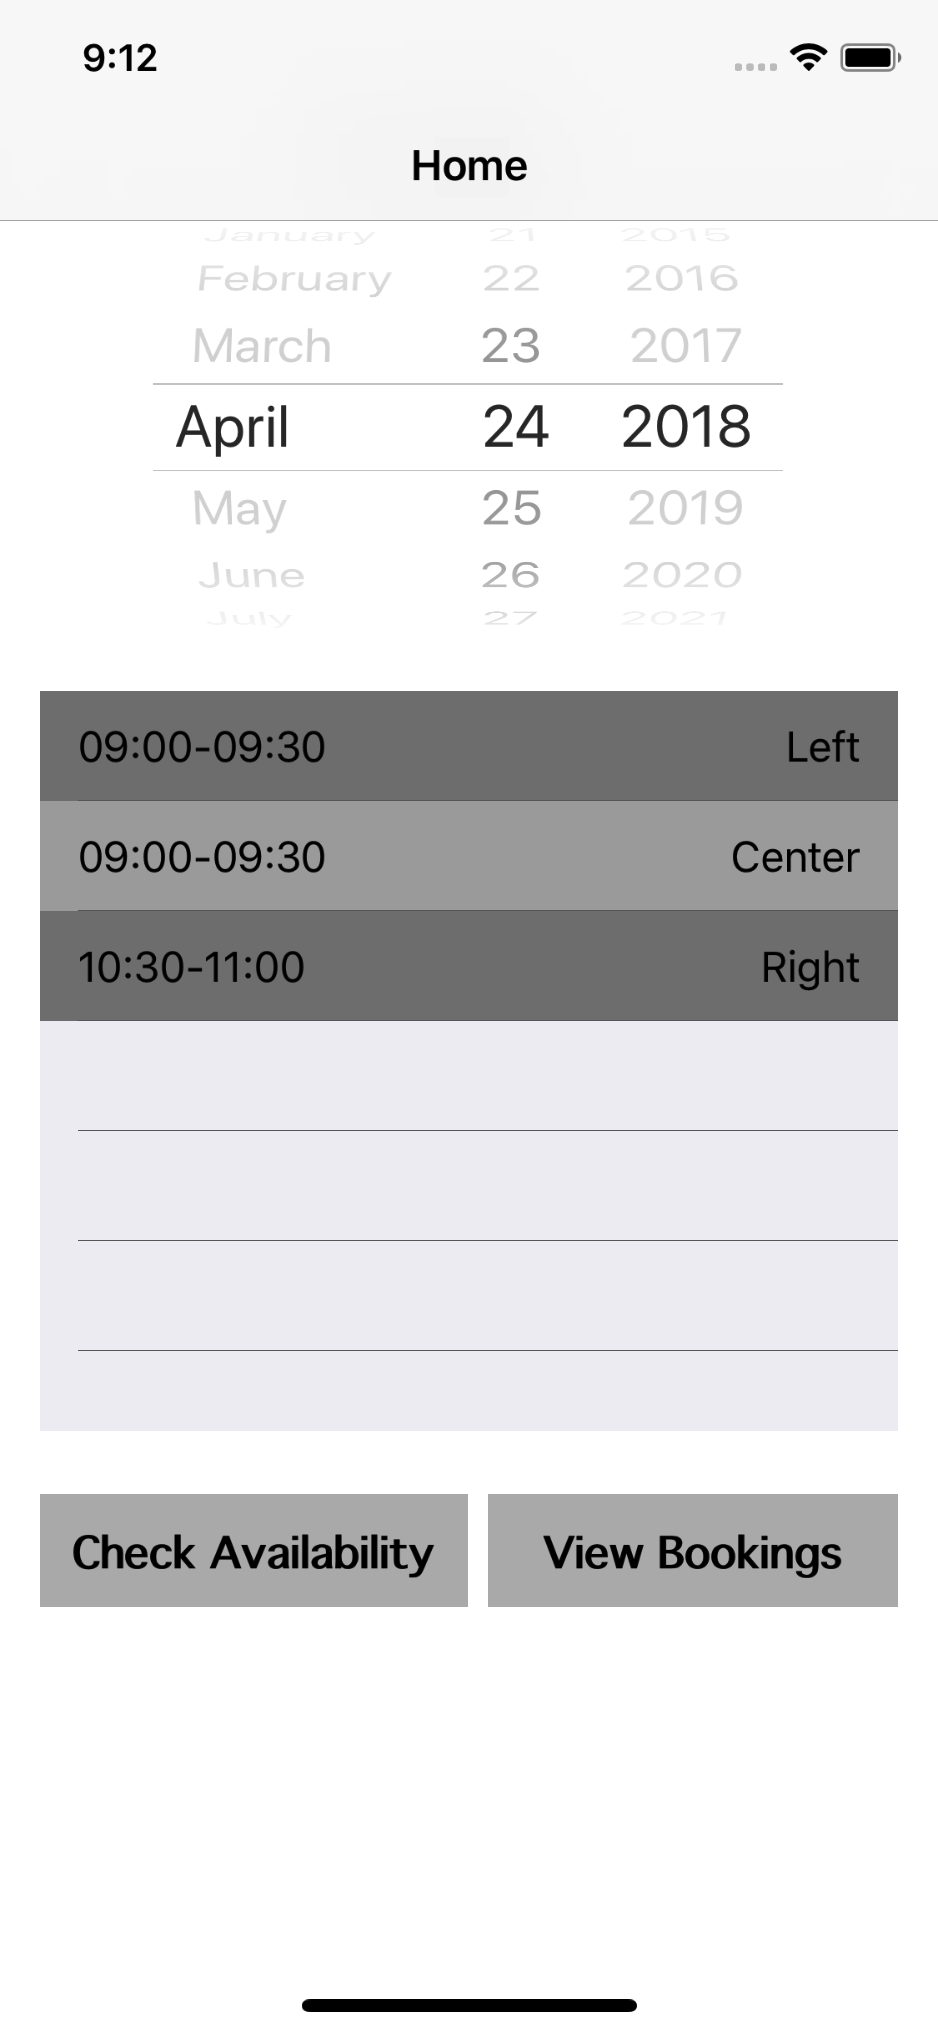 9:12
Home
January 21 2015
February 22 2016
March 23 2017
April 24 2018
May 25 2019
June 26 2020
July 27 2021
09:00-09:30 Left
09:00-09:30 Center
10:30-11:00 Right
Check Availability View Bookings